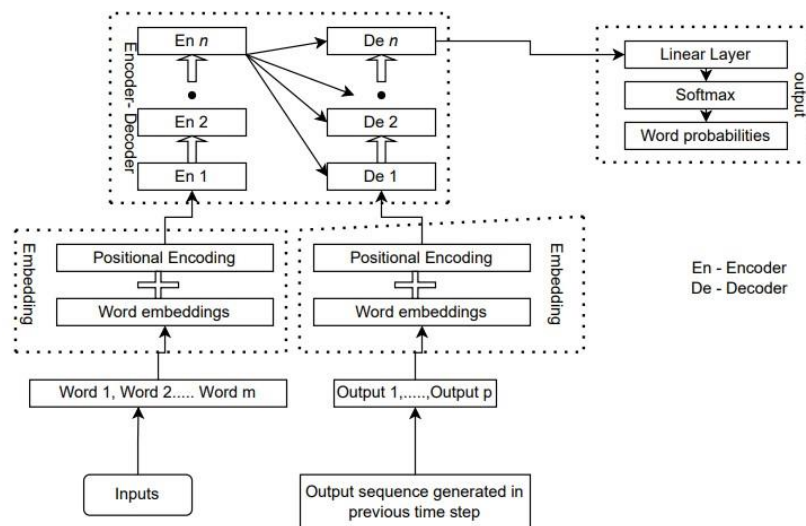 En n
De n
En 2
De 2
En 1
De 1
Encoder- Decoder
Linear Layer
Softmax
Word probabilities
output
Positional Encoding
Word embeddings
Embedding
Positional Encoding
Word embeddings
Embedding
En - Encoder
De - Decoder
Word 1, Word 2..... Word m
Output 1,.....,Output p
Inputs
Output sequence generated in
previous time step